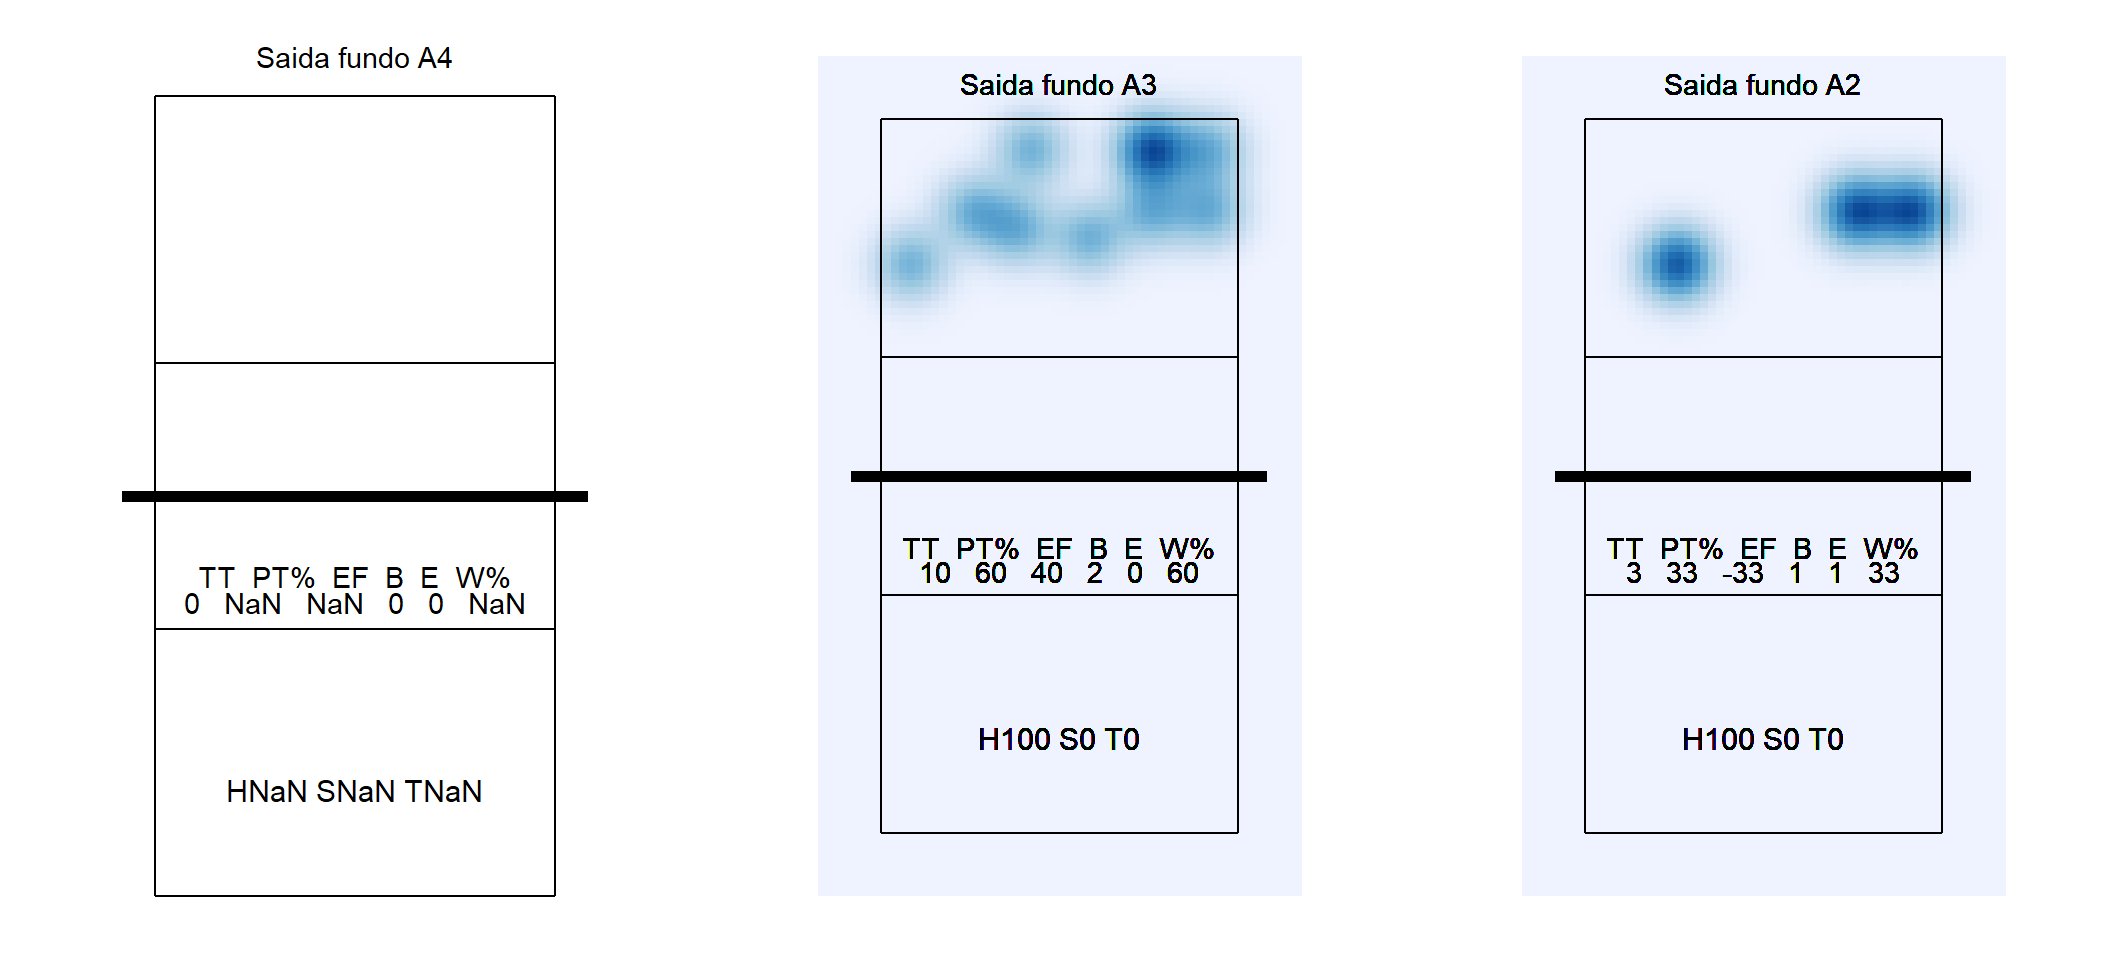 Saida fundo A4
TT PT% EF B E W%
0 NaN NaN 0 0 NaN
HNaN SNaN TNaN
Saida fundo A3
TT PT% EF B E W%
10 60 40 2 0 60
H100 S0 T0
Saida fundo A2
TT PT% EF B E W%
3 33 -33 1 1 33
H100 S0 T0